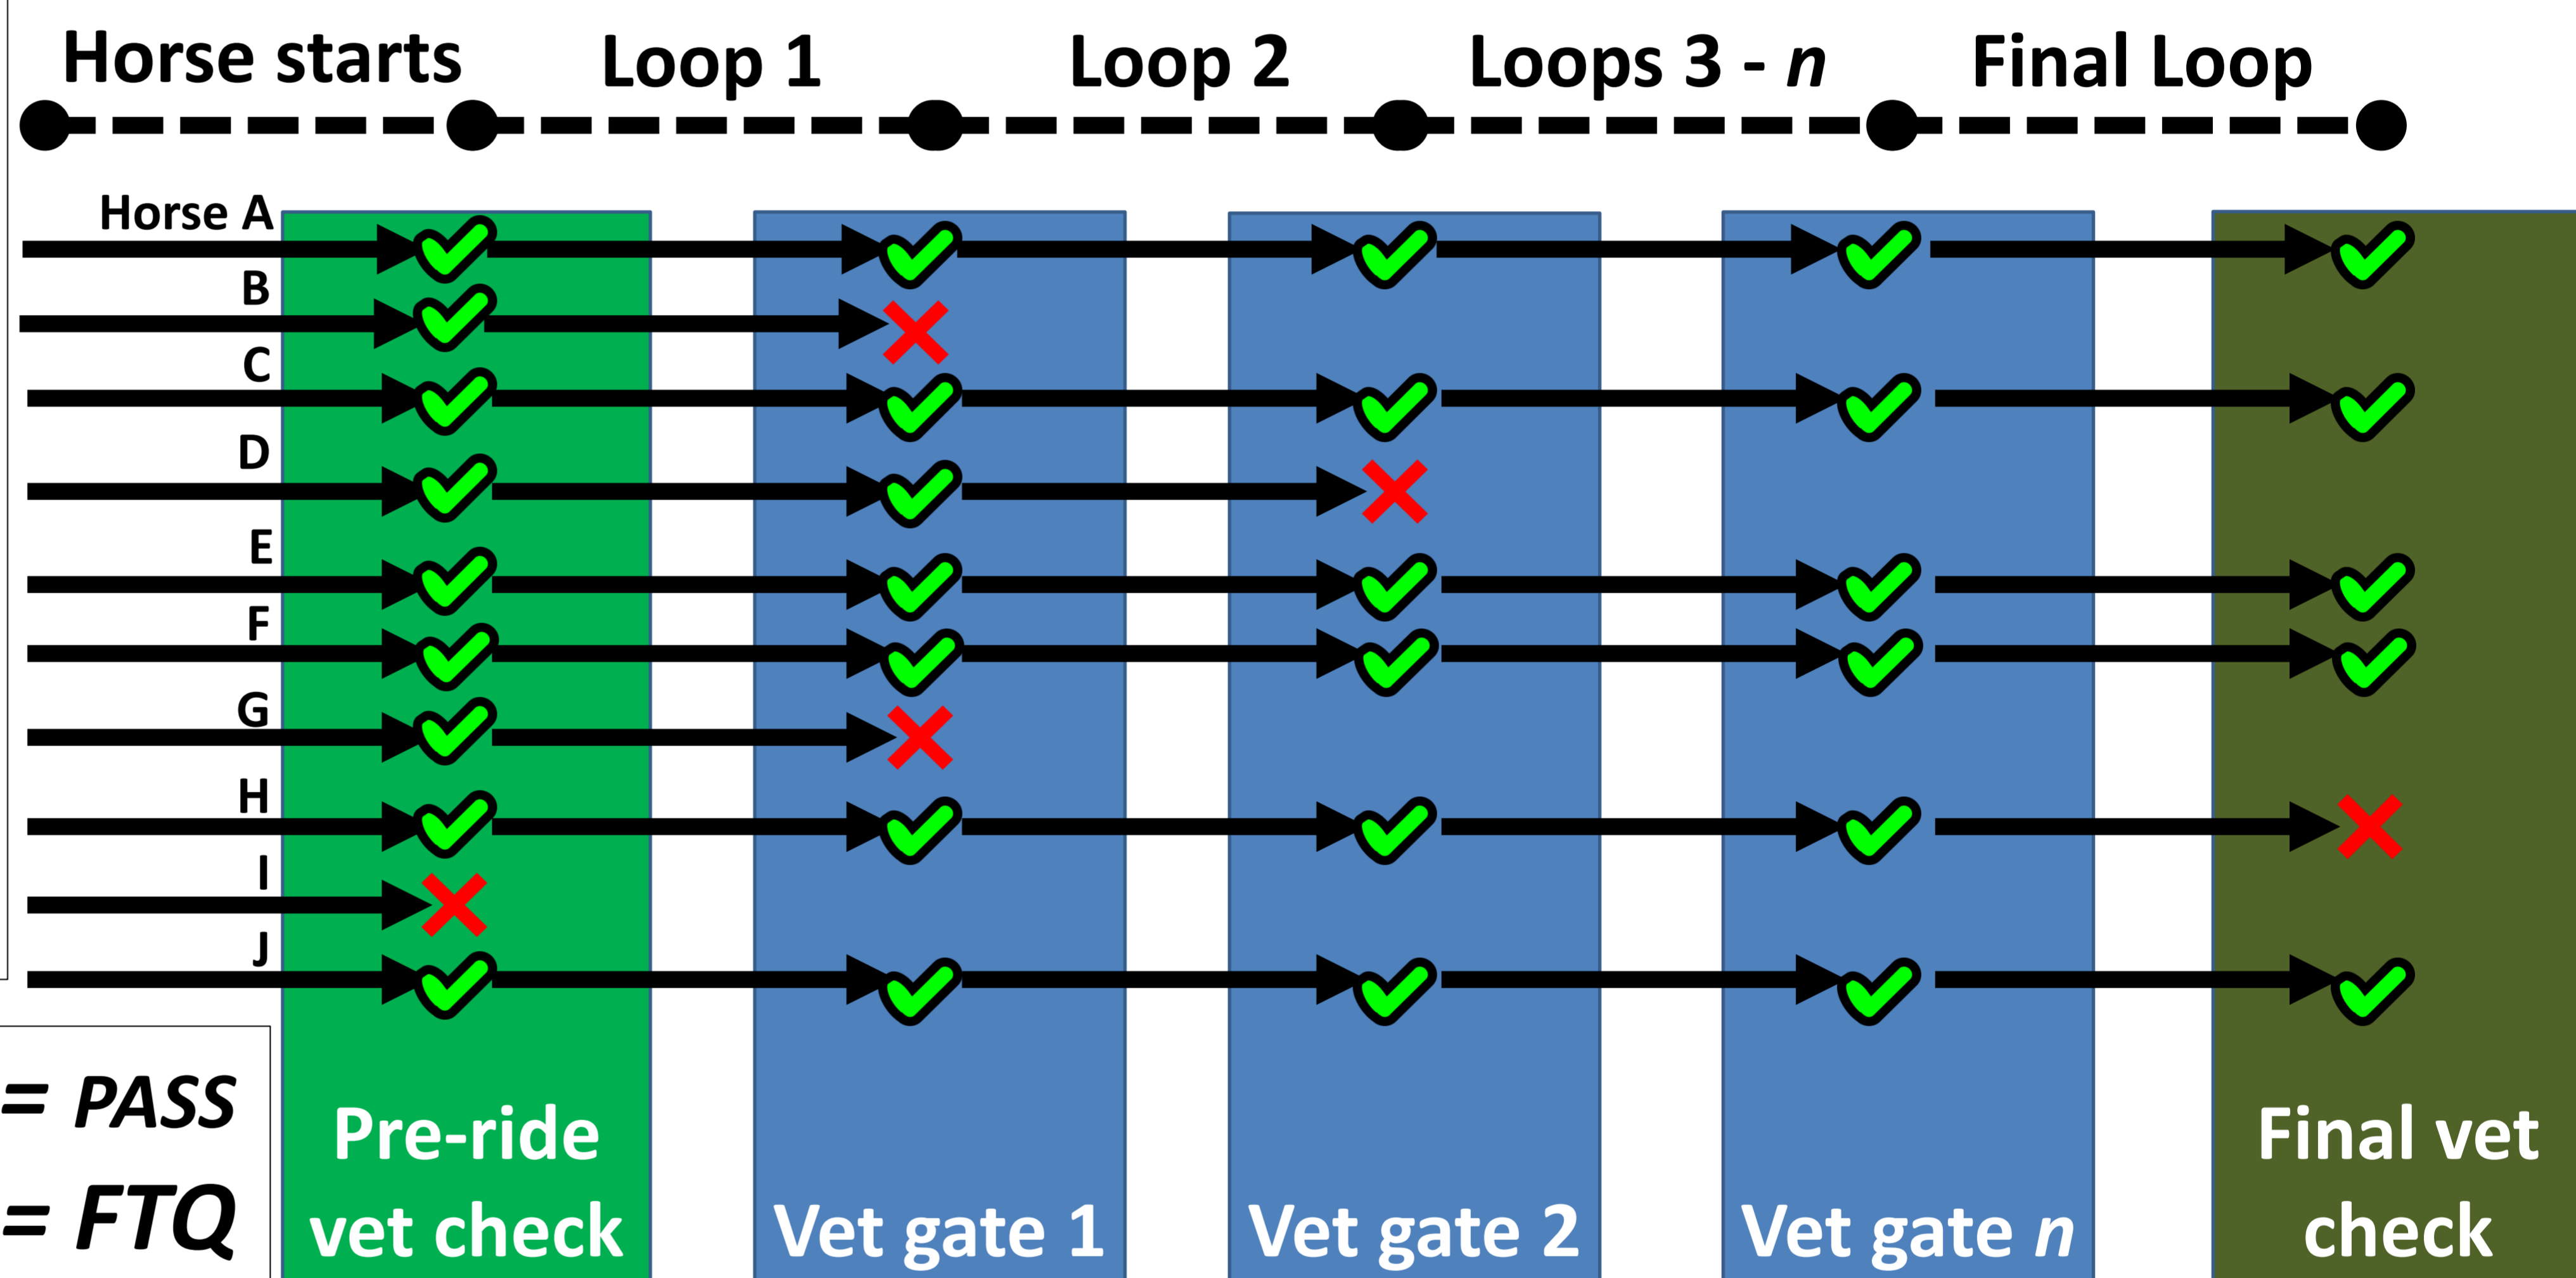 Horse starts
Loop 1
Loop 2
Loops 3 - n
Final Loop
Horse A
B
C
D
E
F
G
H
I
J
= PASS
= FTQ
Pre-ride
vet check
Vet gate 1
Vet gate 2
Vet gate n
Final vet
check